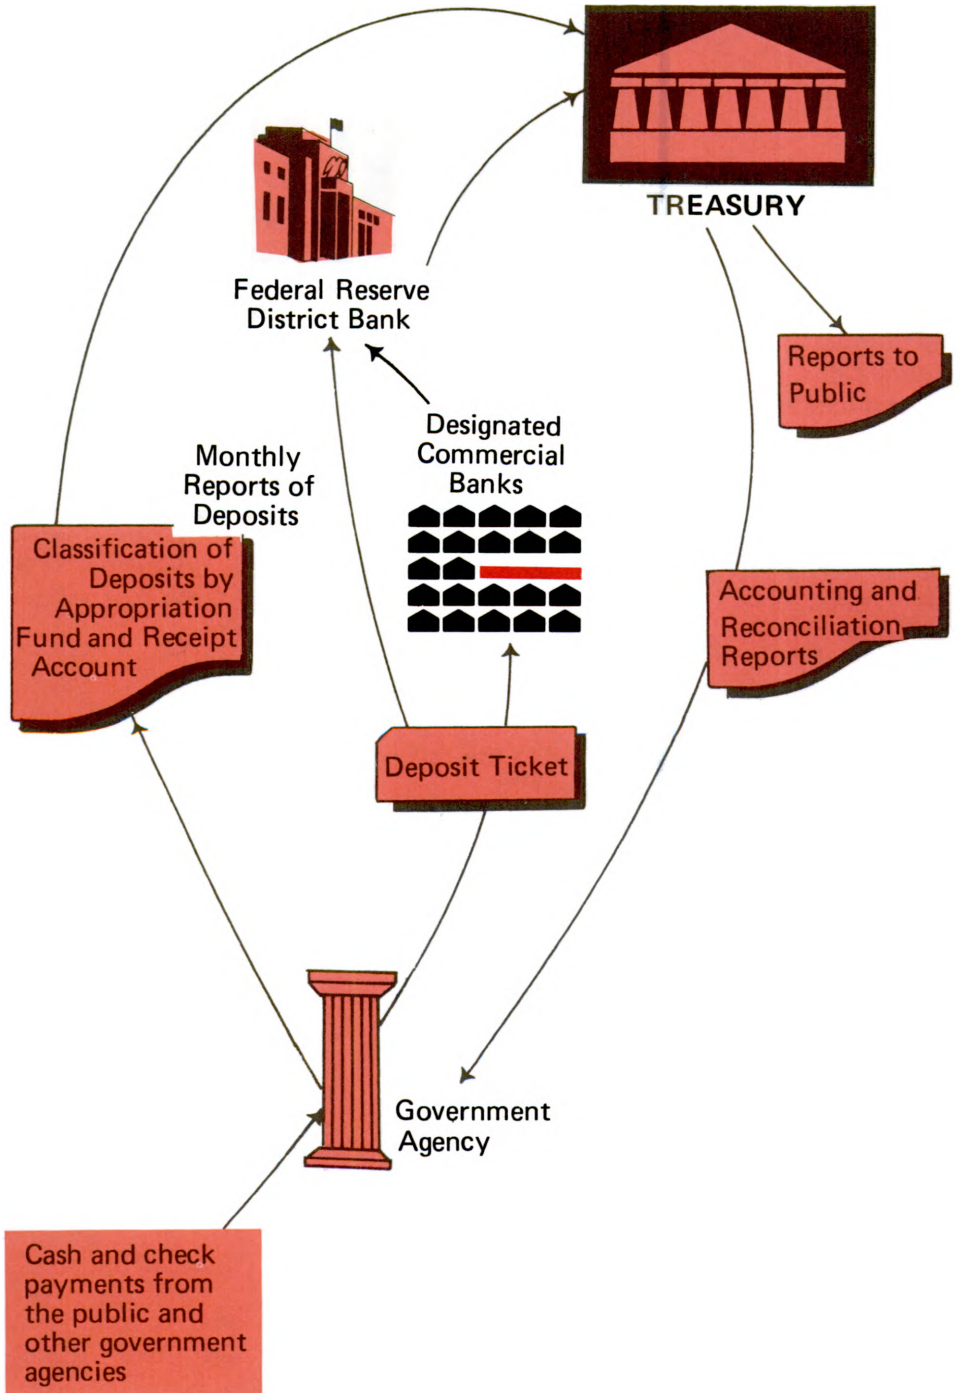 TREASURY
Federal Reserve
District Bank
Reports to
Public
Designated
Commercial
Banks
Monthly
Reports of
Deposits
Classification of
Deposits by
Appropriation
Fund and Receipt
Account
Accounting and
Reconciliation
Reports
Deposit Ticket
Government
Agency
Cash and check
payments from
the public and
other government
agencies